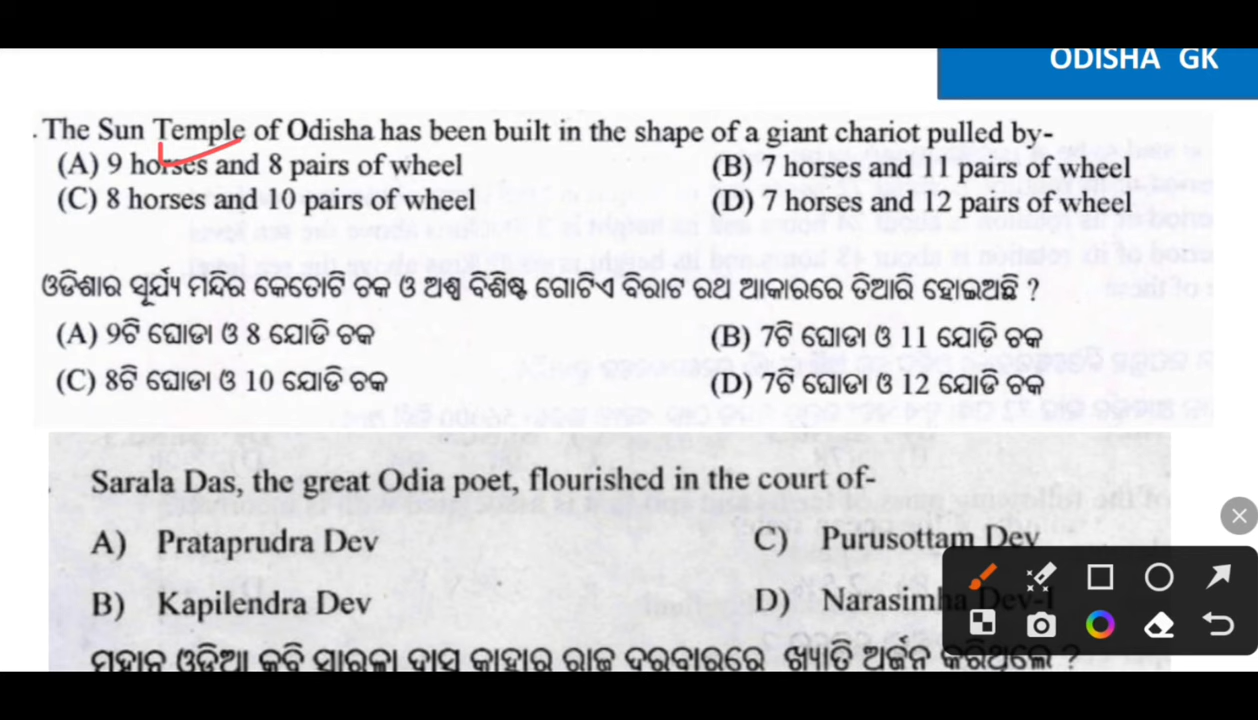 ODISHA GK
The Sun Temple of Odisha has been built in the shape of a giant chariot pulled by-
(A) 9 horses and 8 pairs of wheel (B) 7 horses and 11 pairs of wheel
(C) 8 horses and 10 pairs of wheel (D) 7 horses and 12 pairs of wheel
ଓଡିଶାର ସୂର୍ଯ୍ୟ ମନ୍ଦିର କେତୋଟି ଚକ ଓ ଅଶ୍ଵ ବିଶିଷ୍ଟ ଗୋଟିଏ ବିରାଟ ରଥ ଆକାରରେ ତିଆରି ହୋଇଅଛି ?
(A) 9ଟି ଘୋଡା ଓ 8 ଯୋଡି ଚକ (B) 7ଟି ଘୋଡା ଓ 11 ଯୋଡ଼ି ଚକ
(C) 8ଟି ଘୋଡା ଓ 10 ଯୋଡି ଚକ (D) 7ଟି ଘୋଡା ଓ 12 ଯୋଡି ଚକ
Sarala Das, the great Odia poet, flourished in the court of-
A) Prataprudra Dev C) Purusottam Dev
B) Kapilendra Dev D) Narasimha Dev-I
ମହାନ ଓଡ଼ିଆ କବି ସାରଳା ଦାସ କାହାର ରାଜ ଦରବାରରେ ଖ୍ୟାତି ଅର୍ଜନ କରିଥିଲେ ?